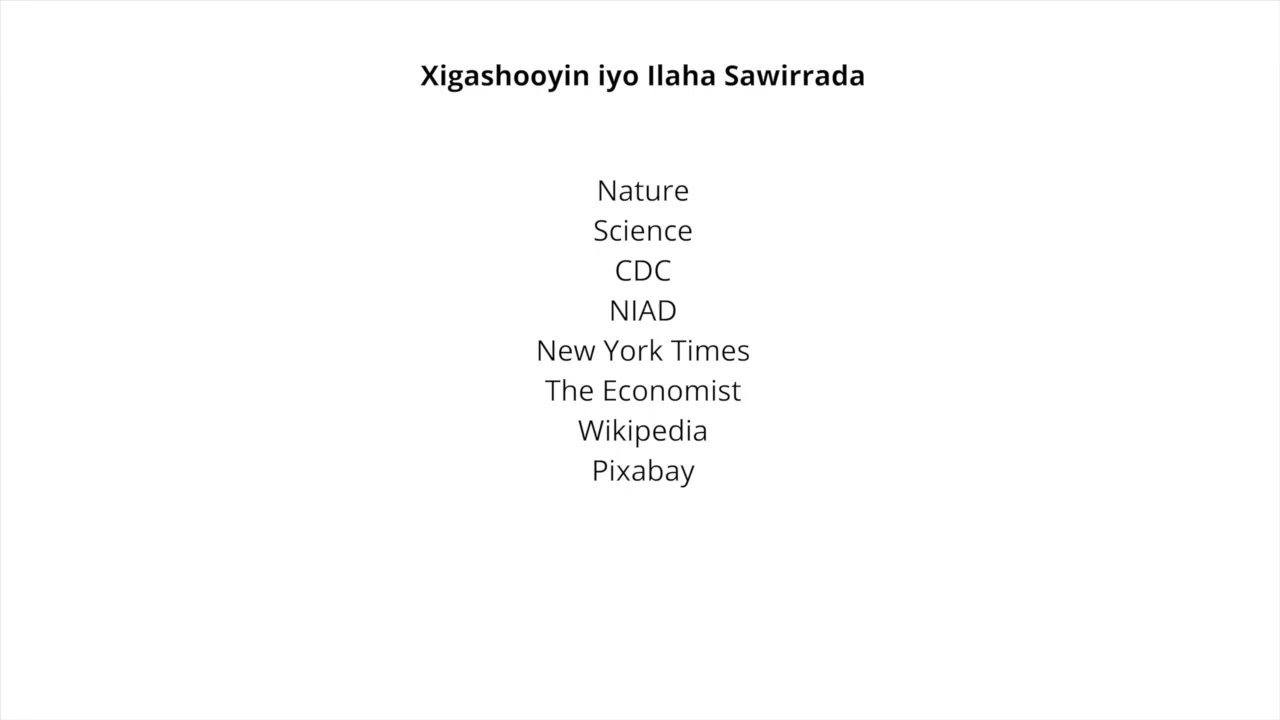 Xigashooyin iyo Ilaha Sawirrada
Nature
Science
CDC
NIAD
New York Times
The Economist
Wikipedia
Pixabay